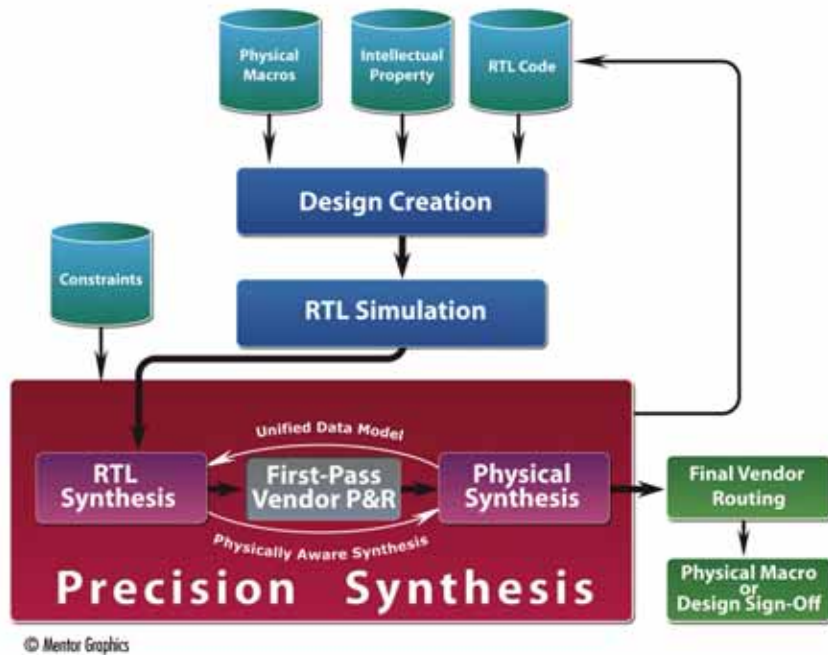 Physical
Macros
Intellectual
Property
RTL Code
Design Creation
Constraints
RTL Simulation
Unified Data Model
RTL
Synthesis
First-Pass
Vendor P&R
Physical
Synthesis
Physically Aware Synthesis
Precision Synthesis
Final Vendor
Routing
Physical Macro
or
Design Sign-Off
© Mentor Graphics